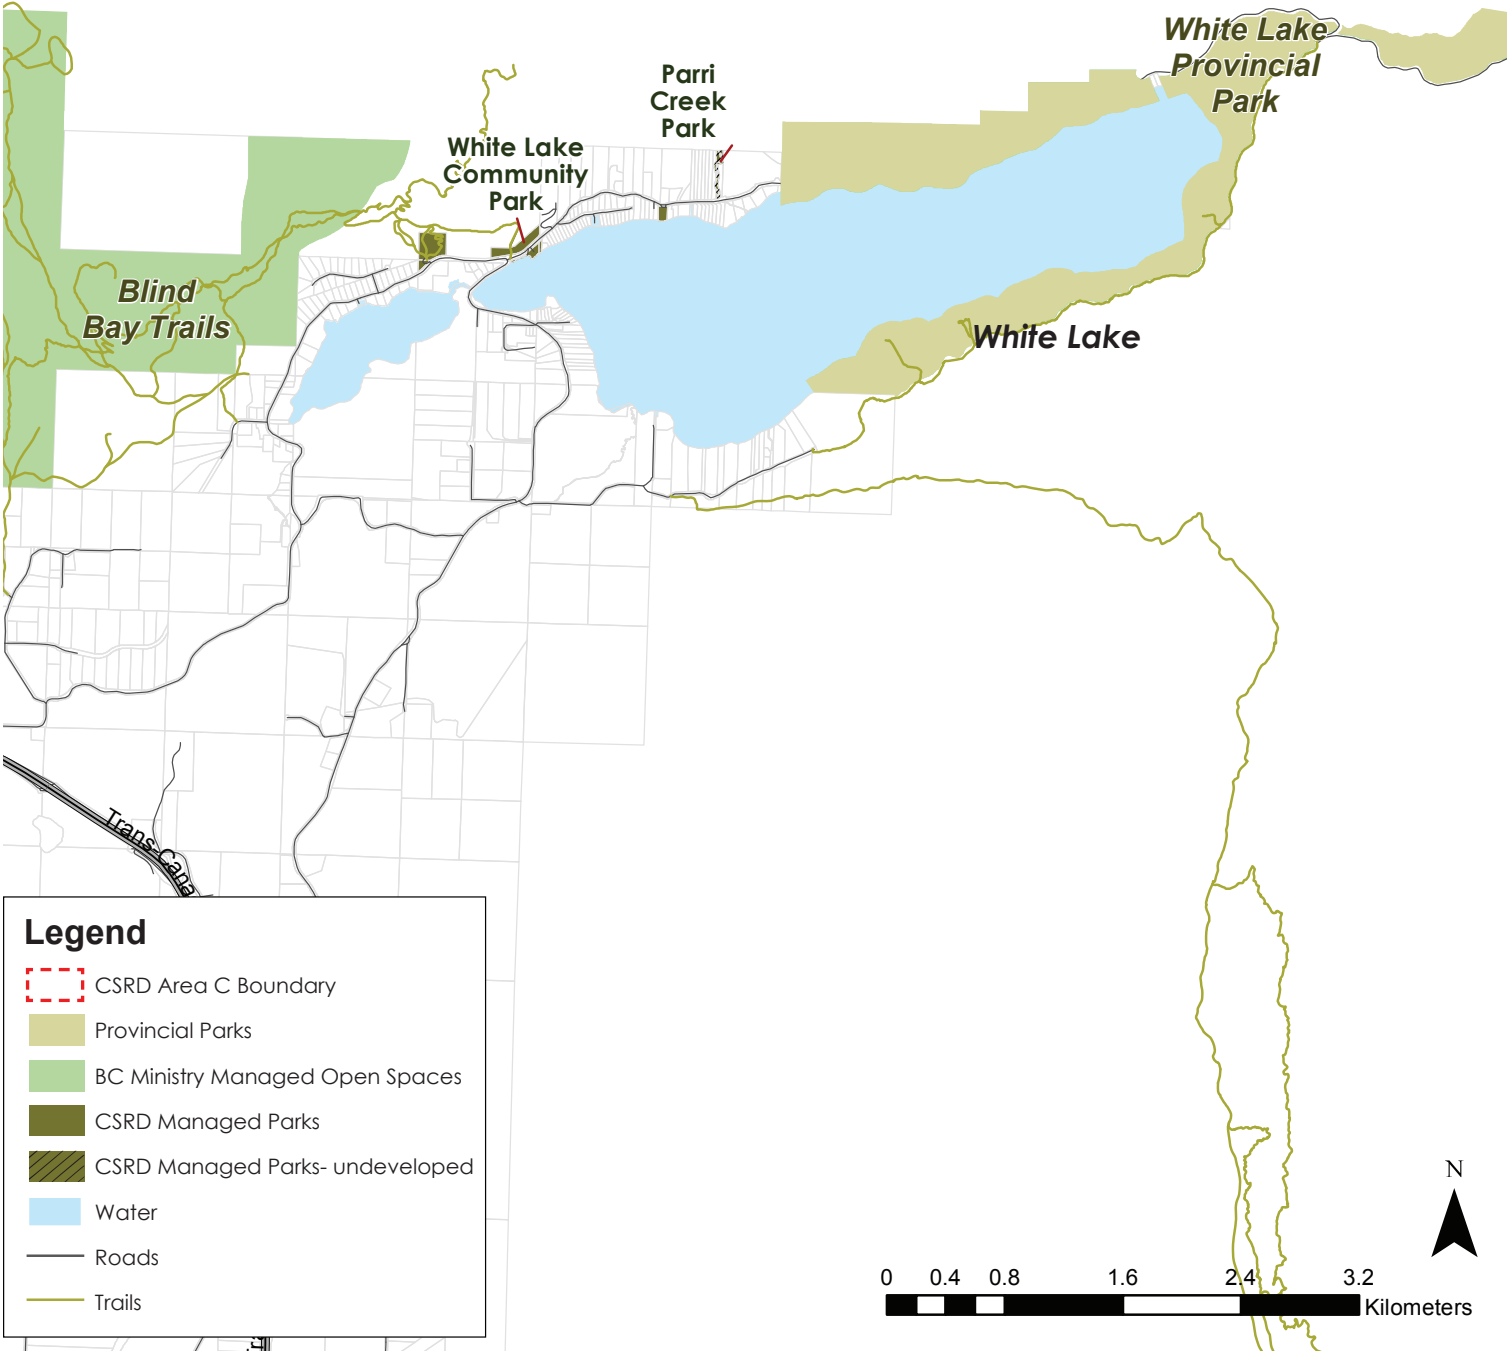 White Lake
Provincial
Park
Parri
Creek
Park
White Lake
Community
Park
Blind
Bay Trails
White Lake
Trans-Cana
Legend
CSRD Area C Boundary
Provincial Parks
BC Ministry Managed Open Spaces
CSRD Managed Parks
CSRD Managed Parks- undeveloped
Water
Roads
Trails
N
0 0.4 0.8 1.6 2.4 3.2
Kilometers